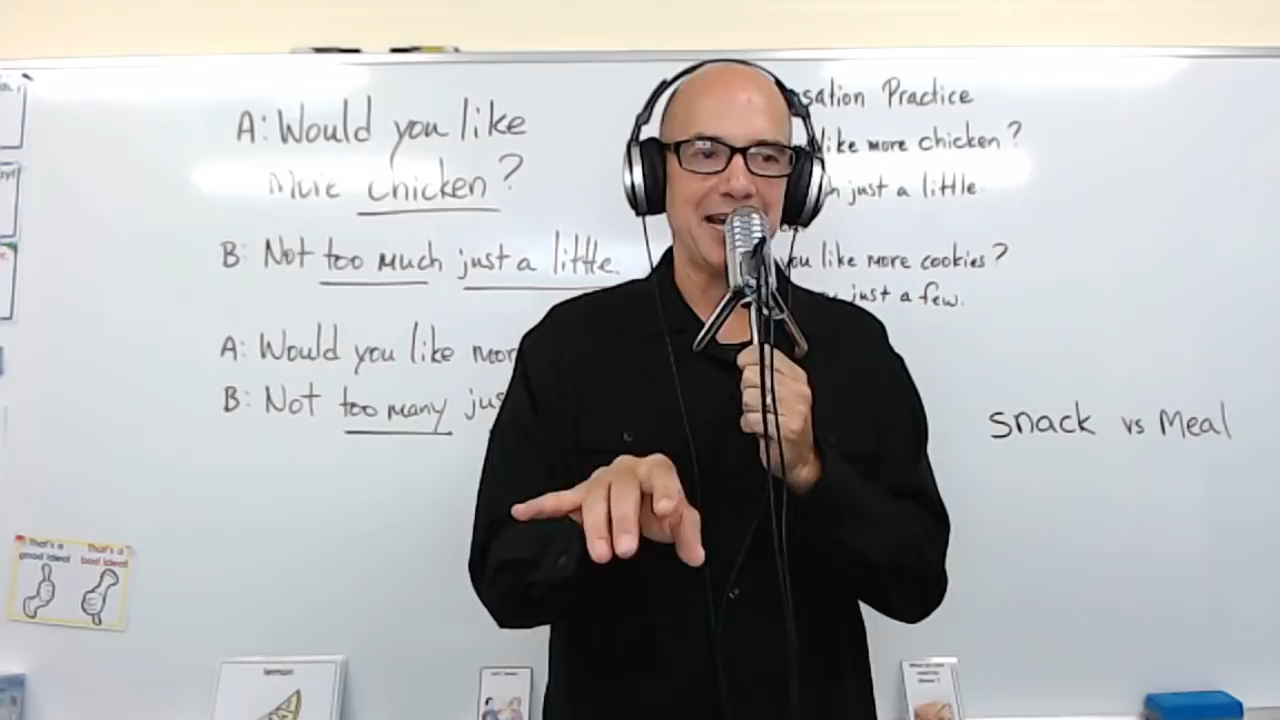 A: Would you like
more chicken?
B: Not too much just a little.
A: Would you like
B: Not too many
sation Practice
like more chicken?
just a little
you like more cookies?
just a few.
snack vs Meal
That's a good idea!
That's a bad idea!
lemon